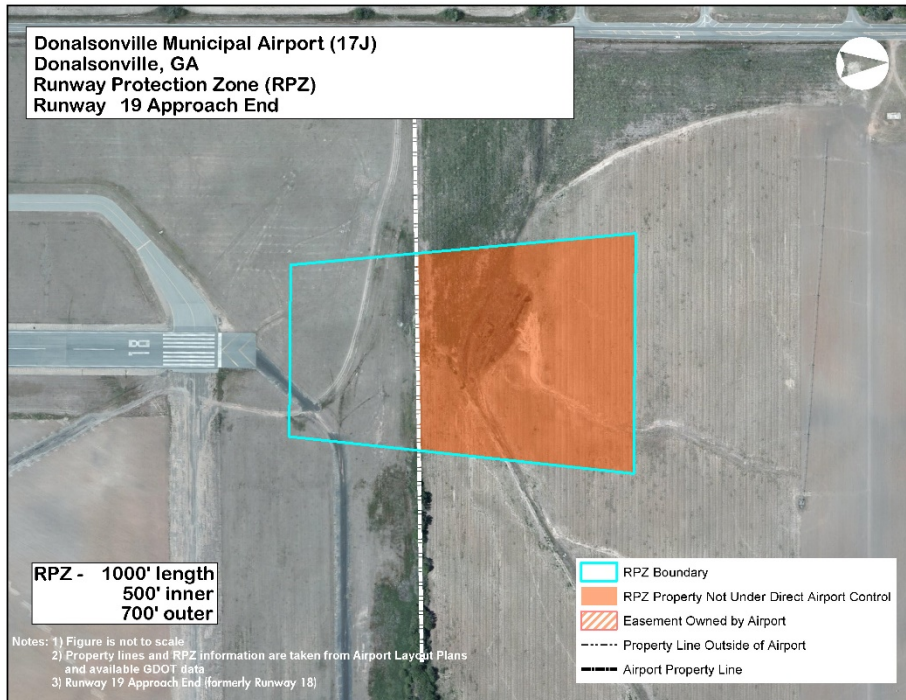 Donalsonville Municipal Airport (17J)
Donalsonville, GA
Runway Protection Zone (RPZ)
Runway 19 Approach End
18
RPZ - 1000' length
500' inner
700' outer
Notes: 1) Figure is not to scale
2) Property lines and RPZ information are taken from Airport Layout Plans
and available GDOT data
3) Runway 19 Approach End (formerly Runway 18)
RPZ Boundary
RPZ Property Not Under Direct Airport Control
Easement Owned by Airport
Property Line Outside of Airport
Airport Property Line